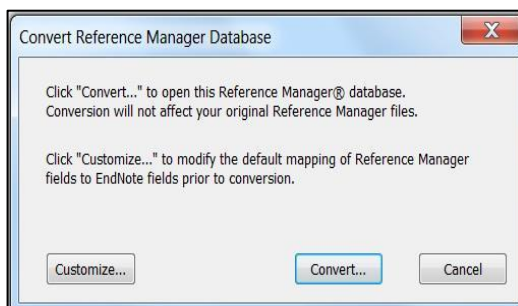 Convert Reference Manager Database
X
Click "Convert..." to open this Reference Manager® database.
Conversion will not affect your original Reference Manager files.
Click "Customize..." to modify the default mapping of Reference Manager
fields to EndNote fields prior to conversion.
Customize...
Convert...
Cancel